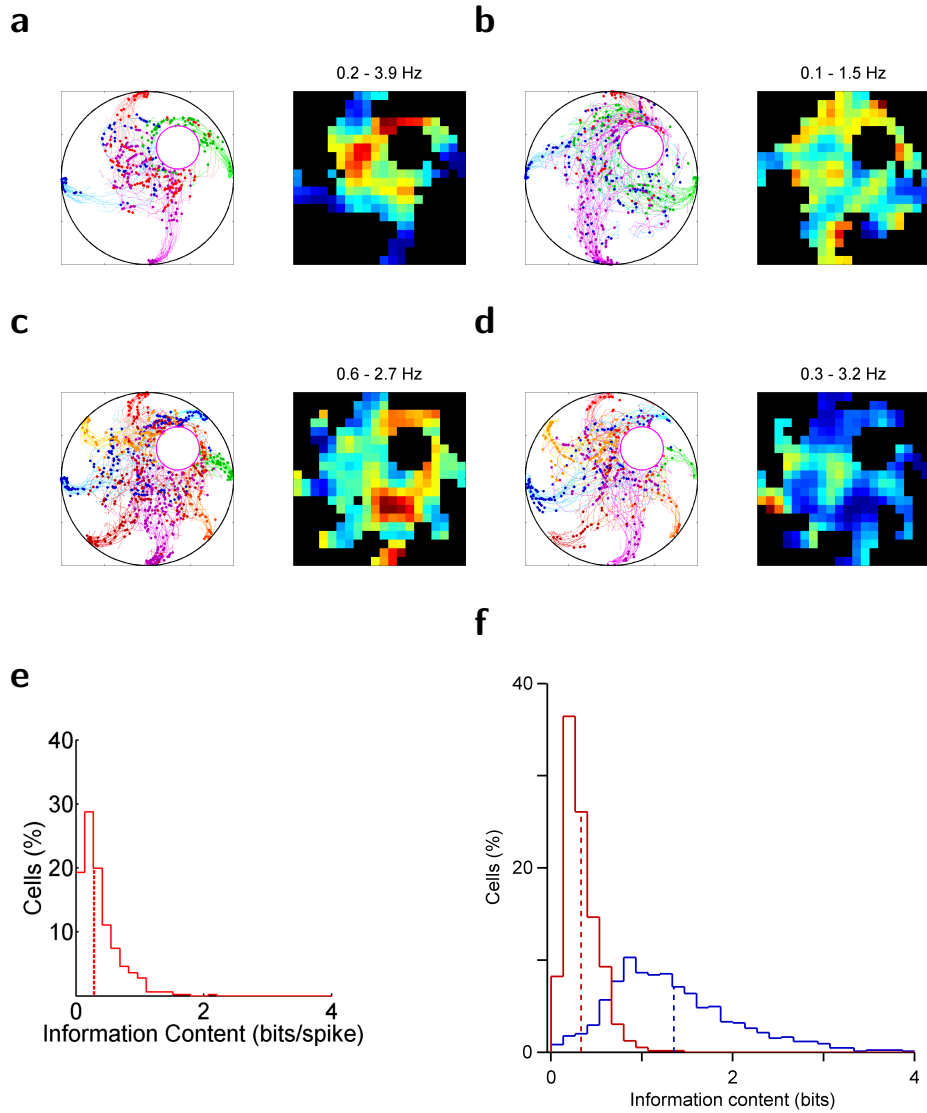 a
b
0.2 - 3.9 Hz
0.1 - 1.5 Hz
c
d
0.6 - 2.7 Hz
0.3 - 3.2 Hz
e
f
40
30
20
10
Cells (%)
0
2
4
Information Content (bits/spike)
40
20
0
Cells (%)
0
2
4
Information content (bits)